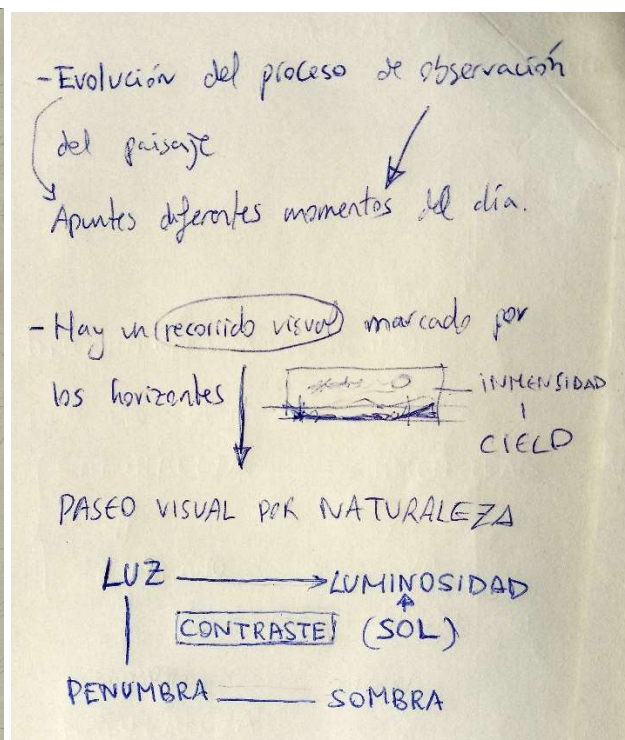 - Evolución del proceso de observación
del paisaje
Apuntes diferentes momentos del día.
- Hay un recorrido visual marcado por
los horizontes
INMENSIDAD
CIELO
PASEO VISUAL POR NATURALEZA
LUZ LUMINOSIDAD
CONTRASTE (SOL)
PENUMBRA SOMBRA